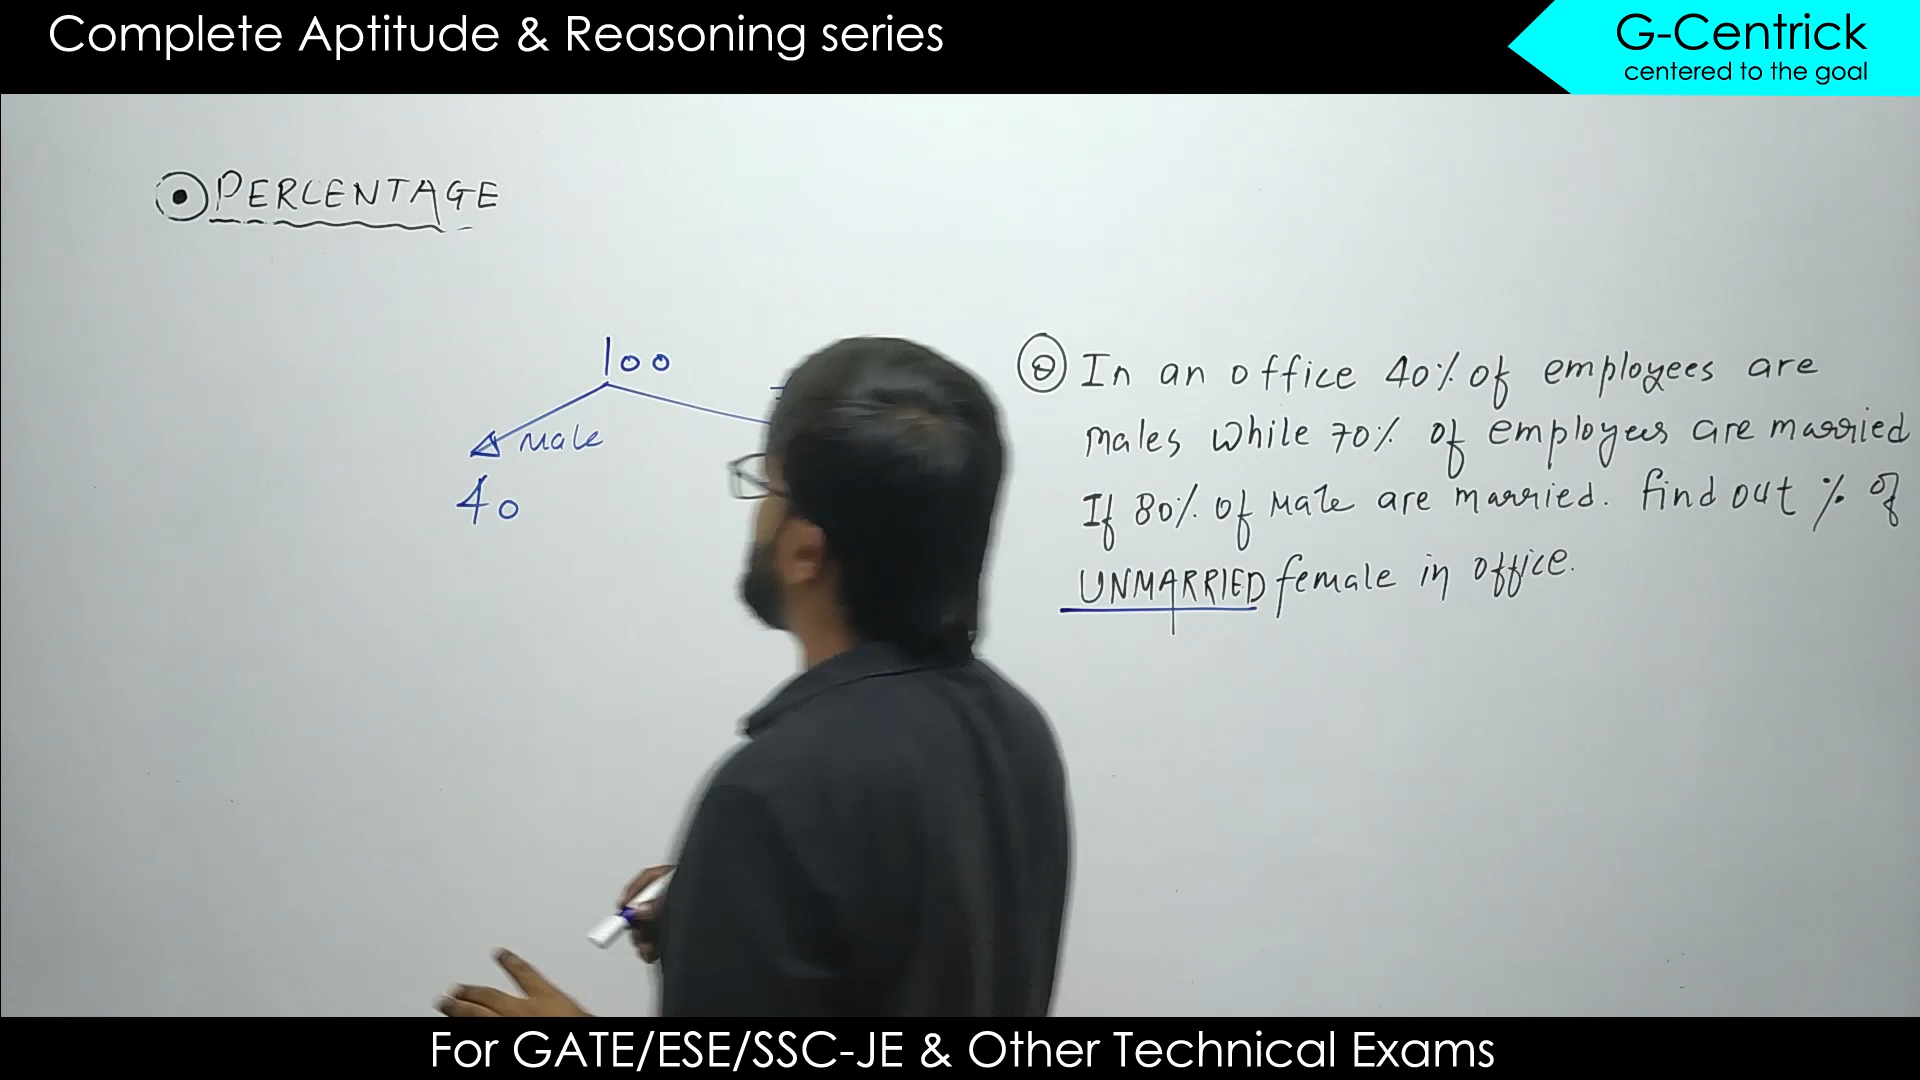 Complete Aptitude & Reasoning series
G-Centrick
centered to the goal
PERCENTAGE
100
Male
40
Q In an office 40% of employees are
Males while 70% of employees are married
If 80% of Male are married. find out % of
UNMARRIED female in office.
For GATE/ESE/SSC-JE & Other Technical Exams